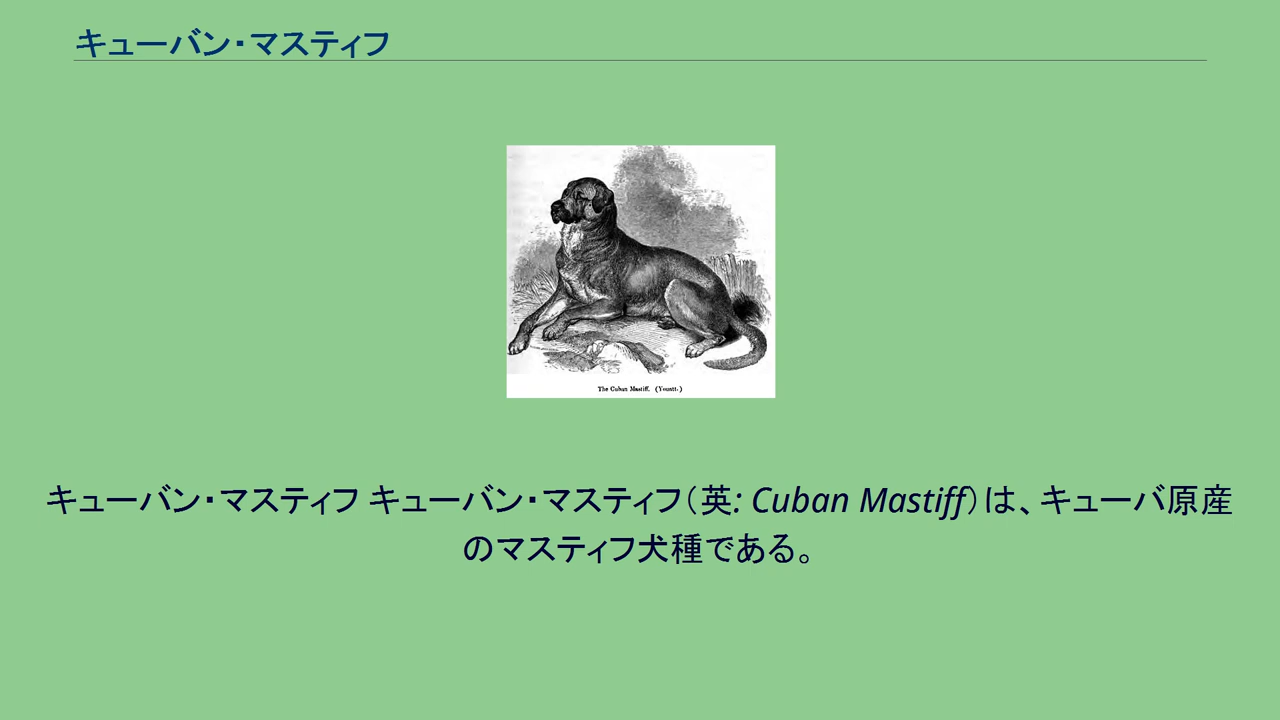 キューバン・マスティフ
The Cuban Mastiff. (Youatt.)
キューバン・マスティフ キューバン・マスティフ（英: Cuban Mastiff）は、キューバ原産
のマスティフ犬種である。